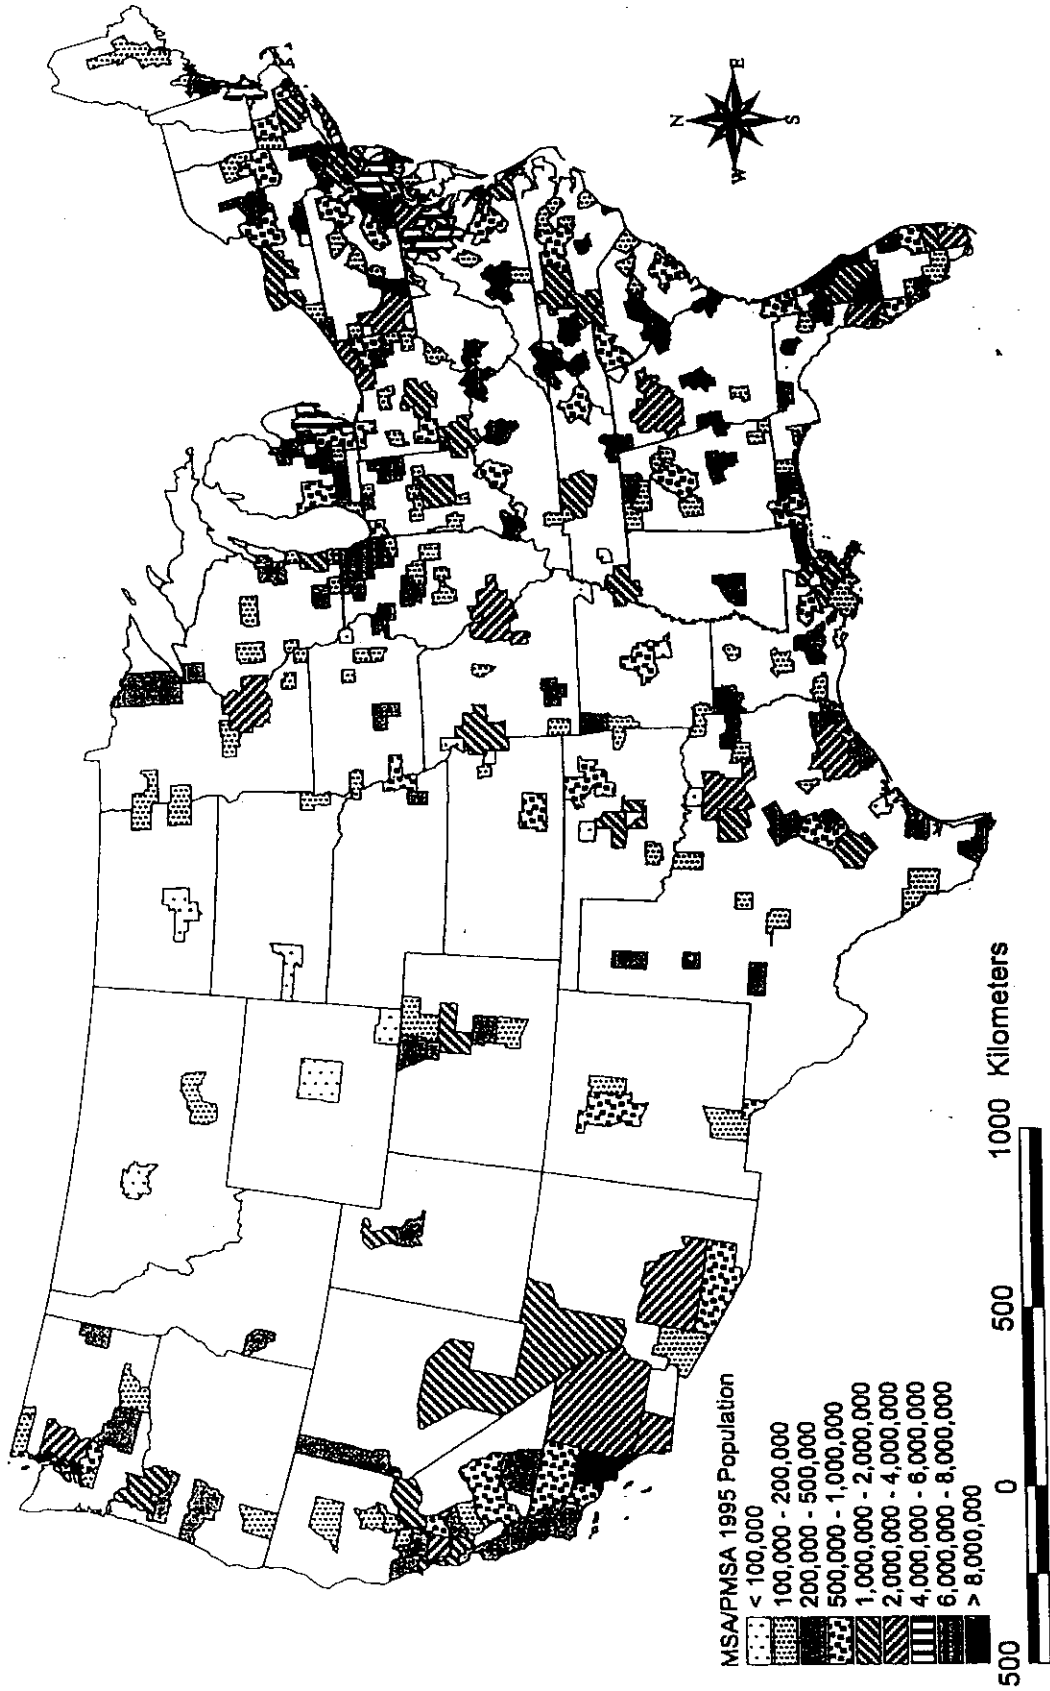 N
W
E
S
MSA/PMSA 1995 Population
< 100,000
100,000 - 200,000
200,000 - 500,000
500,000 - 1,000,000
1,000,000 - 2,000,000
2,000,000 - 4,000,000
4,000,000 - 6,000,000
6,000,000 - 8,000,000
> 8,000,000
500 0 500 1000 Kilometers